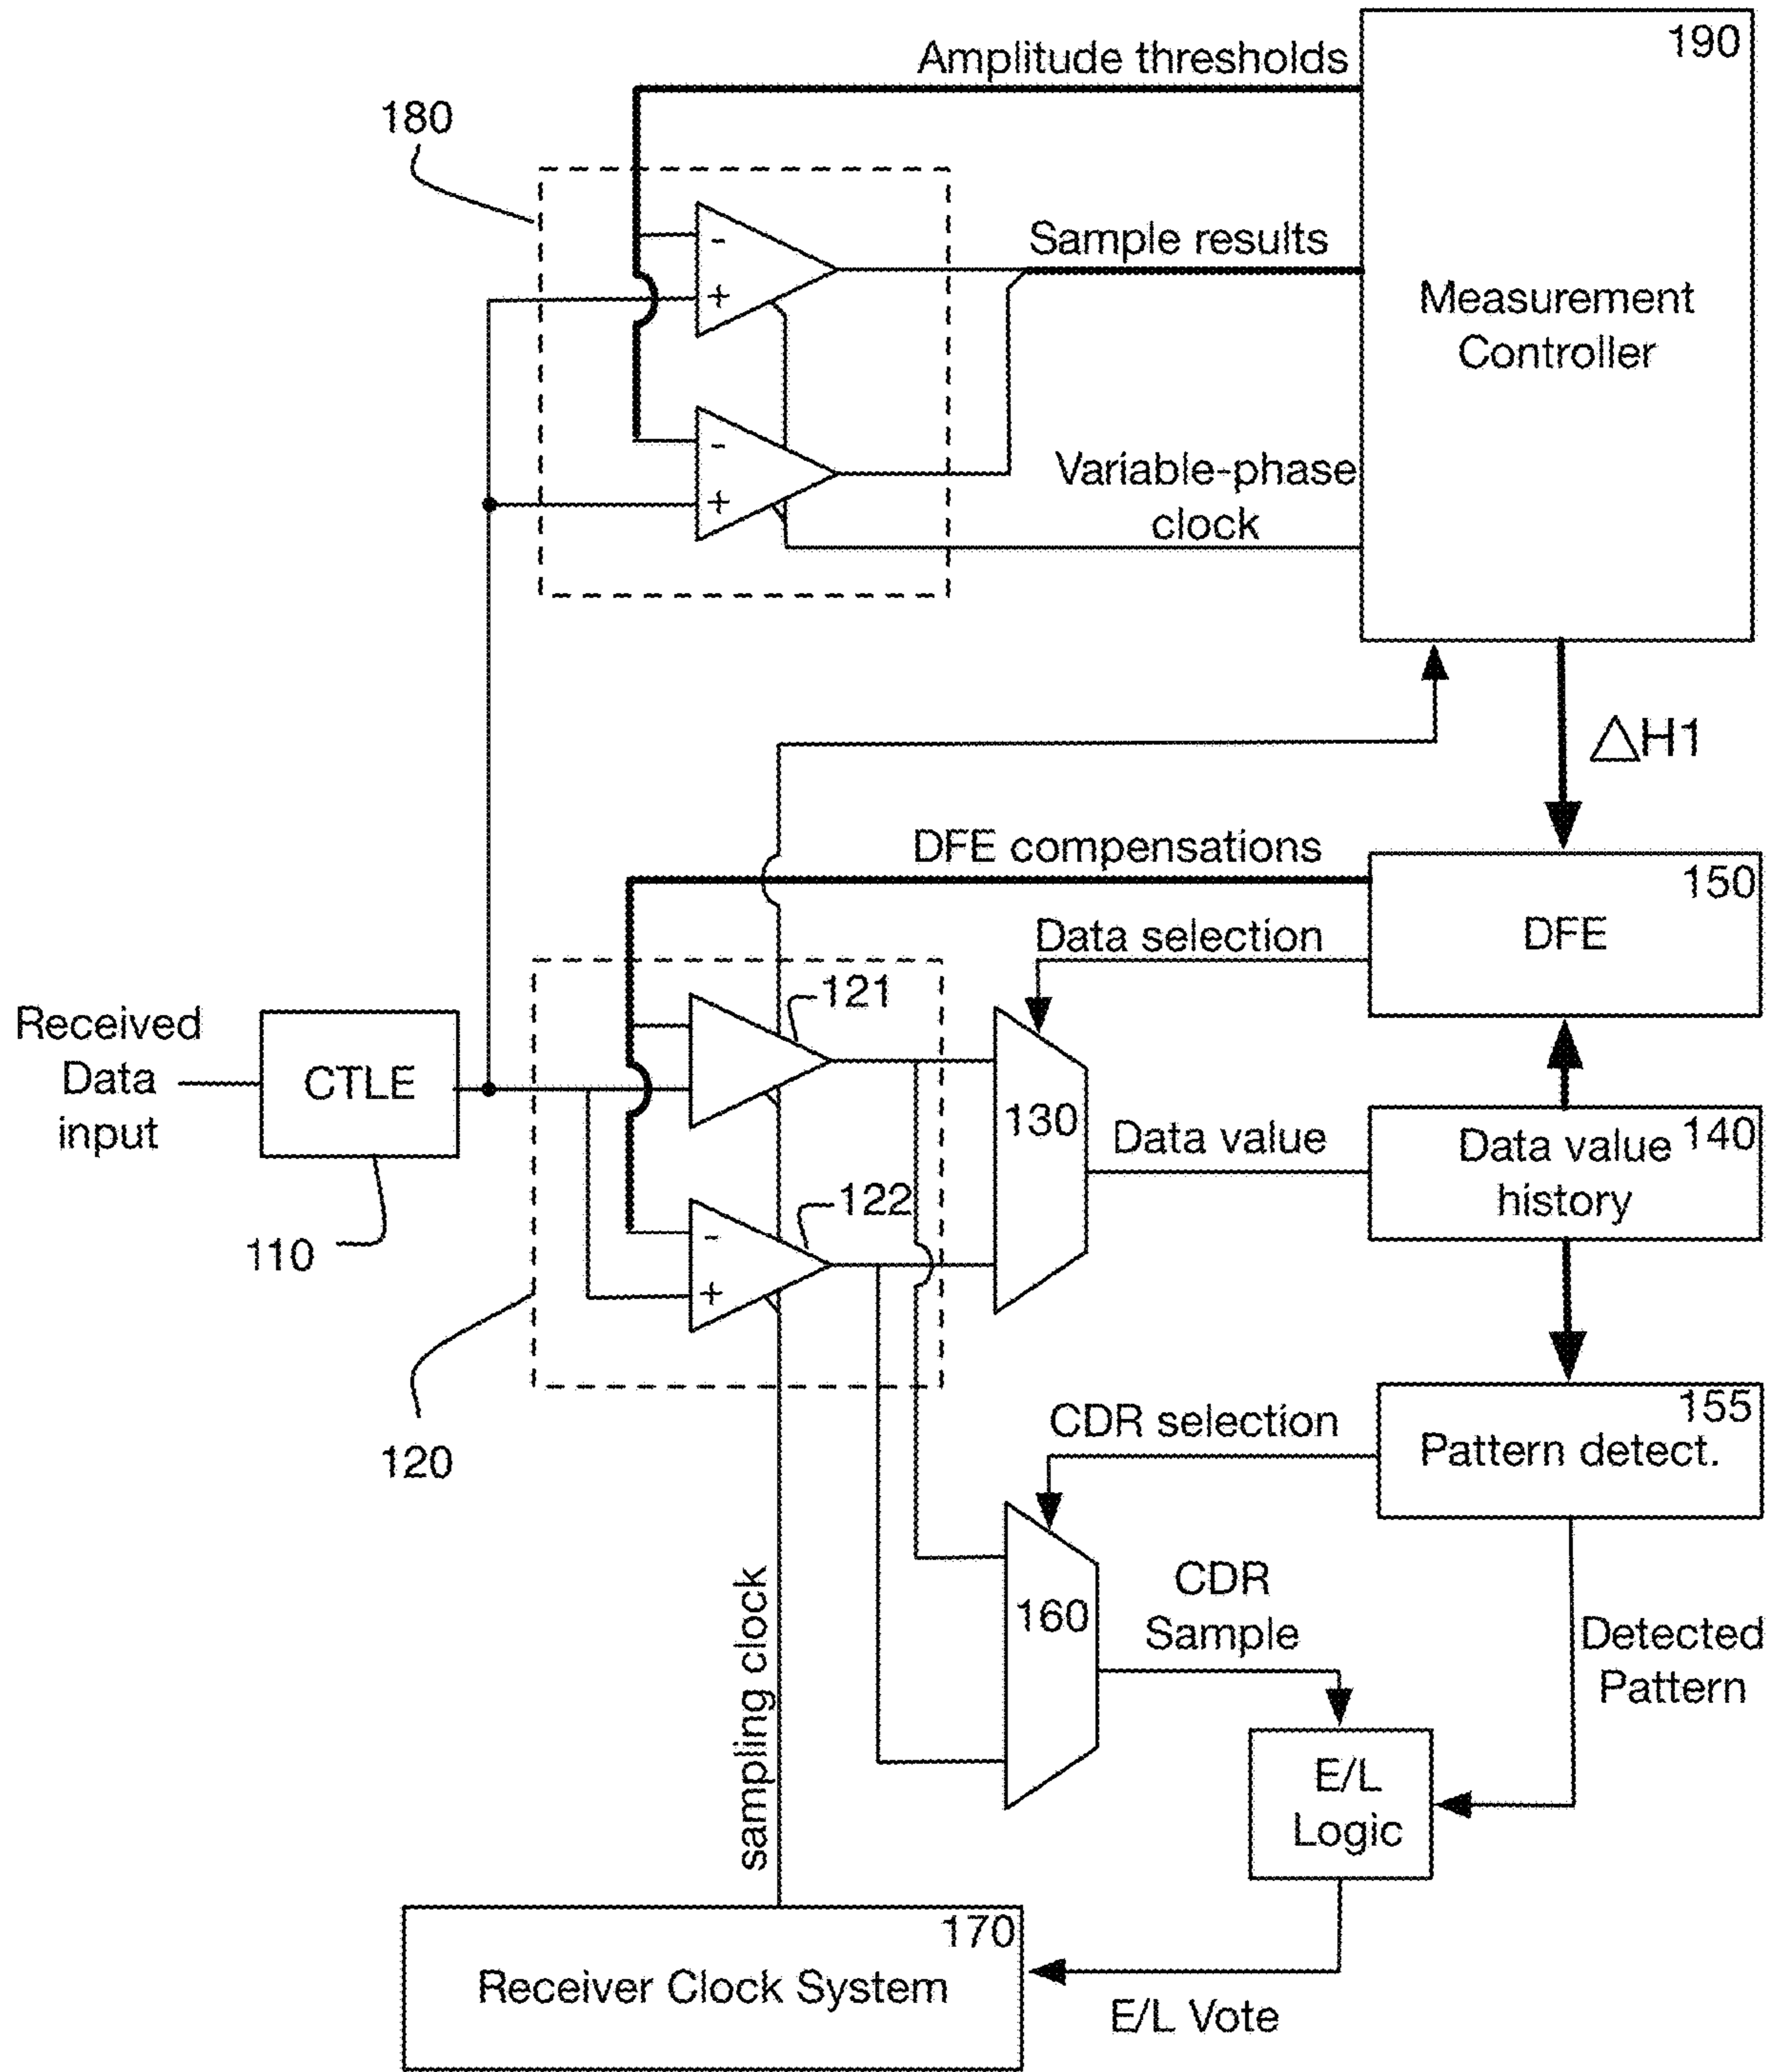 190
Amplitude thresholds
180
-
+
Sample results
Measurement
Controller
-
+
Variable-phase
clock
△H1
DFE compensations
150
DFE
Data selection
121
Received
Data
input
CTLE
130
Data value
Data value
history
140
122
-
+
110
120
155
Pattern detect.
CDR selection
160
CDR
Sample
Detected
Pattern
sampling clock
E/L
Logic
170
Receiver Clock System
E/L Vote